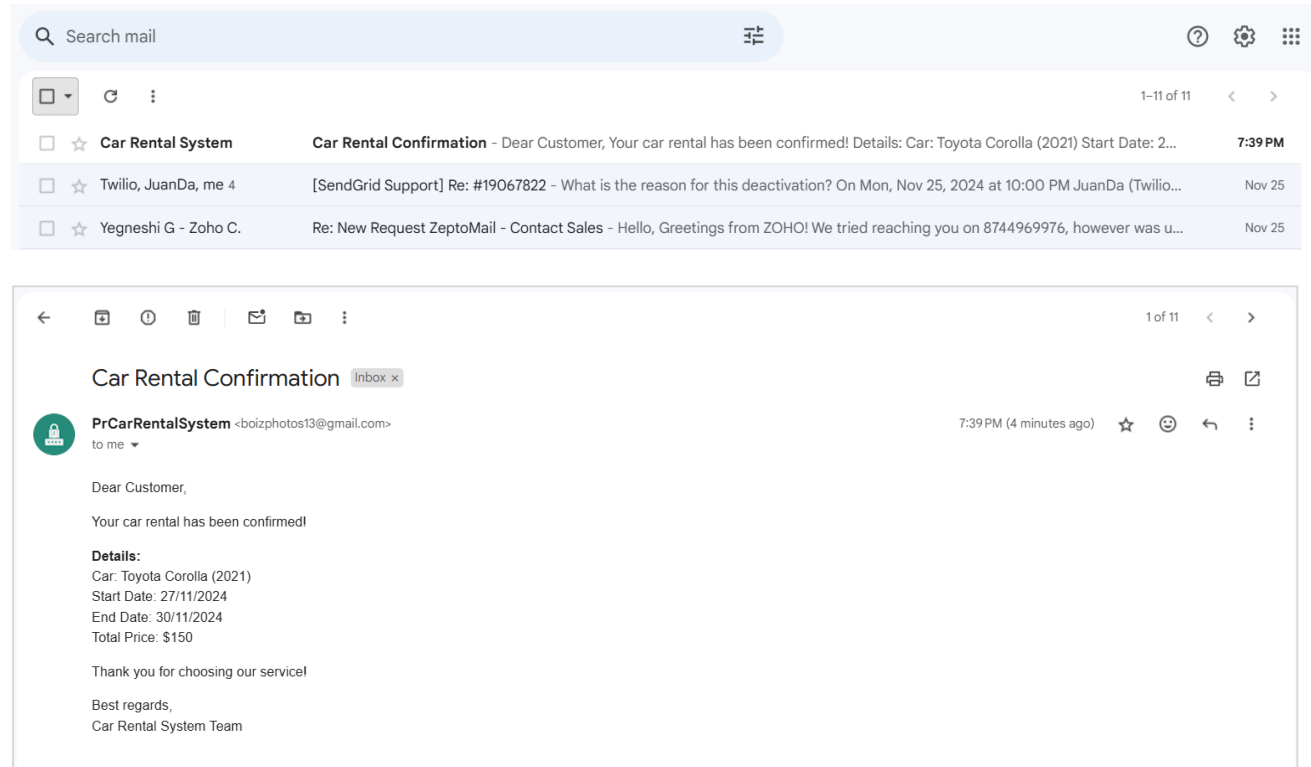 Search mail
1–11 of 11
Car Rental System Car Rental Confirmation - Dear Customer, Your car rental has been confirmed! Details: Car: Toyota Corolla (2021) Start Date: 2... 7:39 PM
Twilio, JuanDa, me 4 [SendGrid Support] Re: #19067822 - What is the reason for this deactivation? On Mon, Nov 25, 2024 at 10:00 PM JuanDa (Twilio... Nov 25
Yegneshi G - Zoho C. Re: New Request ZeptoMail - Contact Sales - Hello, Greetings from ZOHO! We tried reaching you on 8744969976, however was u... Nov 25
1 of 11
Car Rental Confirmation Inbox x
PrCarRentalSystem <boizphotos13@gmail.com> 7:39 PM (4 minutes ago)
to me
Dear Customer,
Your car rental has been confirmed!
Details:
Car: Toyota Corolla (2021)
Start Date: 27/11/2024
End Date: 30/11/2024
Total Price: $150
Thank you for choosing our service!
Best regards,
Car Rental System Team